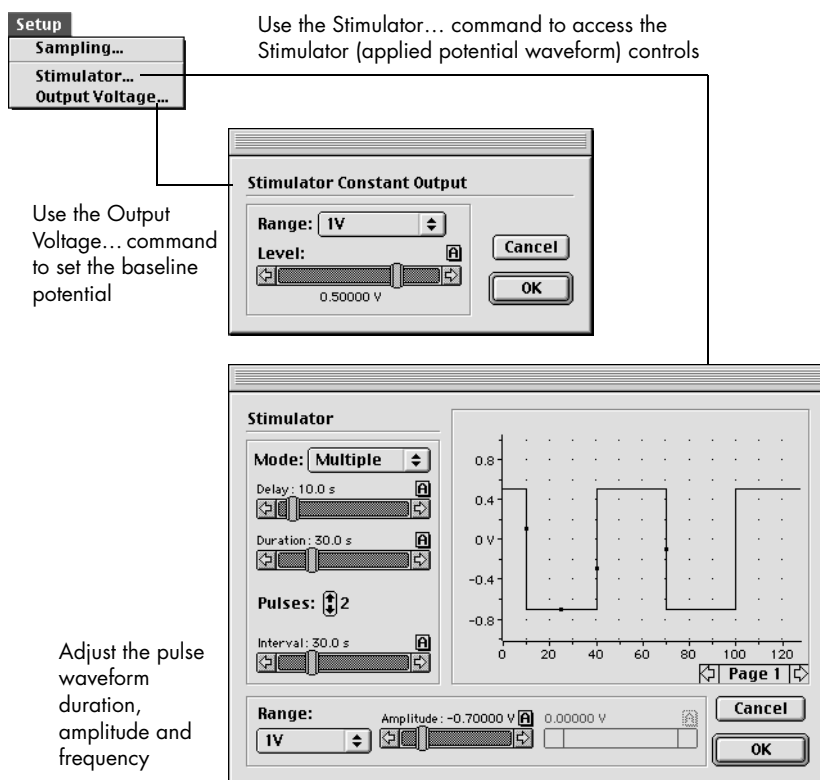 Setup
Sampling...
Stimulator...
Output Voltage...
Use the Stimulator… command to access the
Stimulator (applied potential waveform) controls
Use the Output
Voltage… command
to set the baseline
potential
Stimulator Constant Output
Range: 1V
Level: A
0.50000 V
Cancel
OK
Stimulator
Mode: Multiple
Delay: 10.0 s A
Duration: 30.0 s A
Pulses: 2
Interval: 30.0 s A
0.8
0.4
0 V
-0.4
-0.8
0 20 40 60 80 100 120
Page 1
Adjust the pulse
waveform
duration,
amplitude and
frequency
Range:
1V
Amplitude: -0.70000 V A
0.00000 V A
Cancel
OK